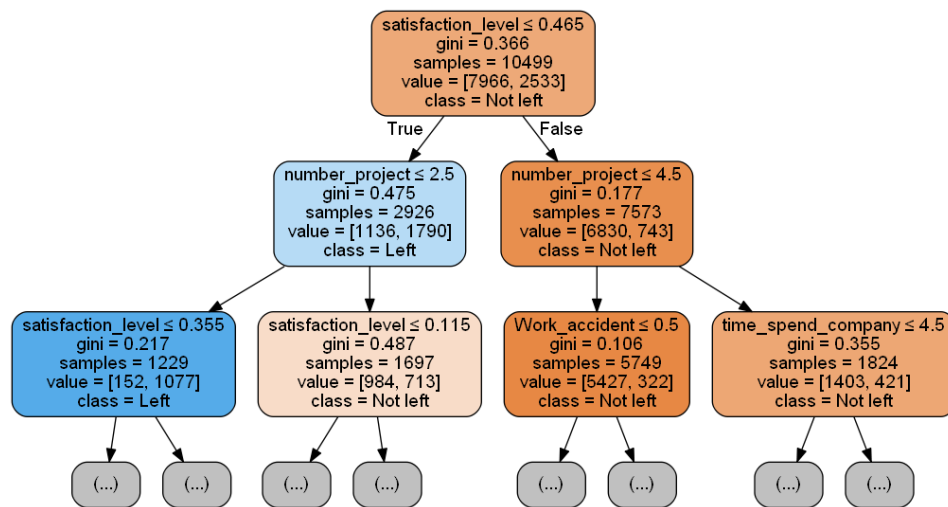 satisfaction_level ≤ 0.465
gini = 0.366
samples = 10499
value = [7966, 2533]
class = Not left
True
False
number_project ≤ 2.5
gini = 0.475
samples = 2926
value = [1136, 1790]
class = Left
number_project ≤ 4.5
gini = 0.177
samples = 7573
value = [6830, 743]
class = Not left
satisfaction_level ≤ 0.355
gini = 0.217
samples = 1229
value = [152, 1077]
class = Left
satisfaction_level ≤ 0.115
gini = 0.487
samples = 1697
value = [984, 713]
class = Not left
Work_accident ≤ 0.5
gini = 0.106
samples = 5749
value = [5427, 322]
class = Not left
time_spend_company ≤ 4.5
gini = 0.355
samples = 1824
value = [1403, 421]
class = Not left
(...)
(...)
(...)
(...)
(...)
(...)
(...)
(...)